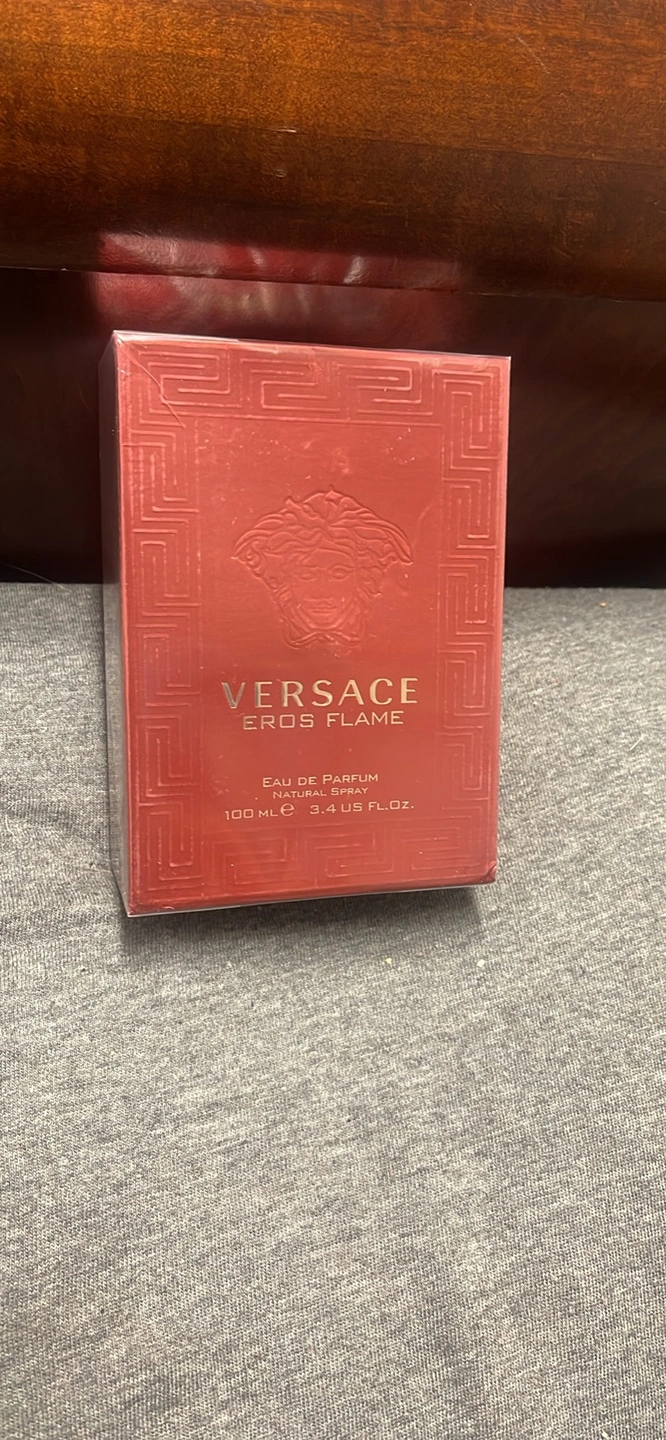 VERSACE
EROS FLAME
EAU DE PARFUM
NATURAL SPRAY
100 ML℮ 3.4 US FL.OZ.